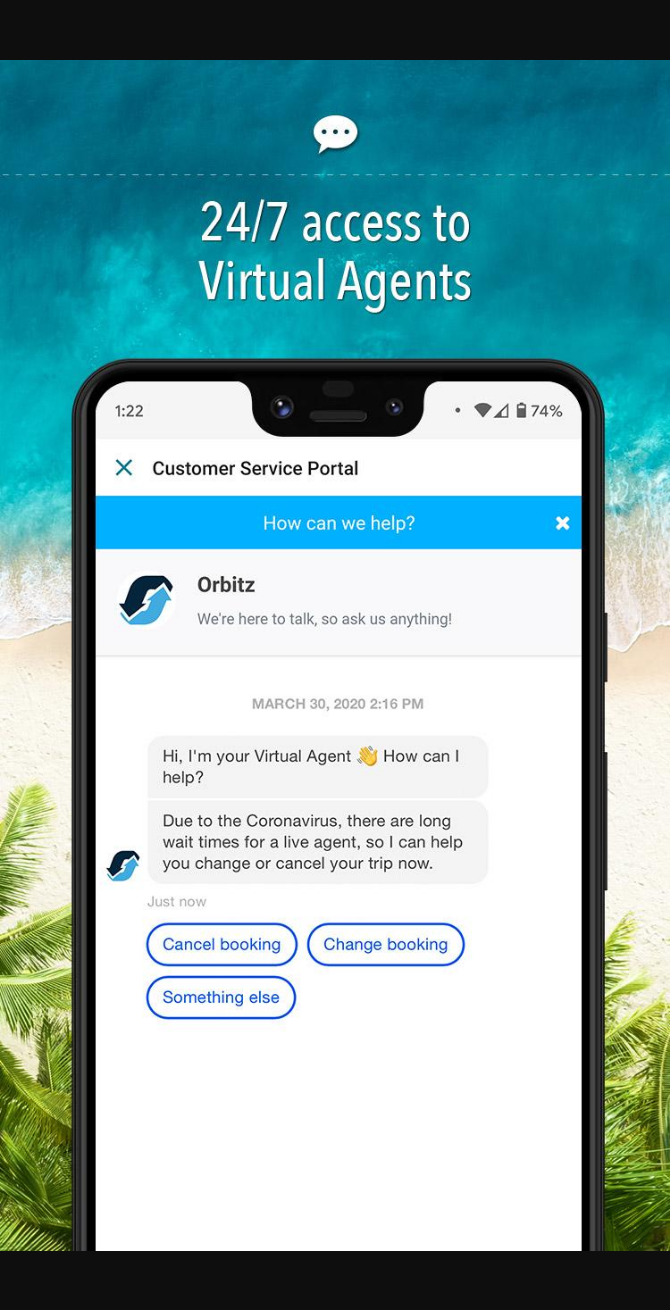 24/7 access to
Virtual Agents
1:22
74%
Customer Service Portal
How can we help?
Orbitz
We're here to talk, so ask us anything!
MARCH 30, 2020 2:16 PM
Hi, I'm your Virtual Agent 👋 How can I
help?
Due to the Coronavirus, there are long
wait times for a live agent, so I can help
you change or cancel your trip now.
Just now
Cancel booking
Change booking
Something else